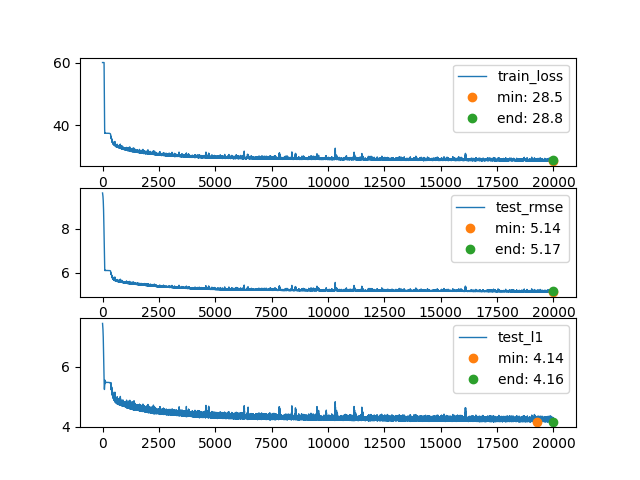 60
40
train_loss
min: 28.5
end: 28.8
0 2500 5000 7500 10000 12500 15000 17500 20000
8
6
test_rmse
min: 5.14
end: 5.17
0 2500 5000 7500 10000 12500 15000 17500 20000
6
4
test_l1
min: 4.14
end: 4.16
0 2500 5000 7500 10000 12500 15000 17500 20000